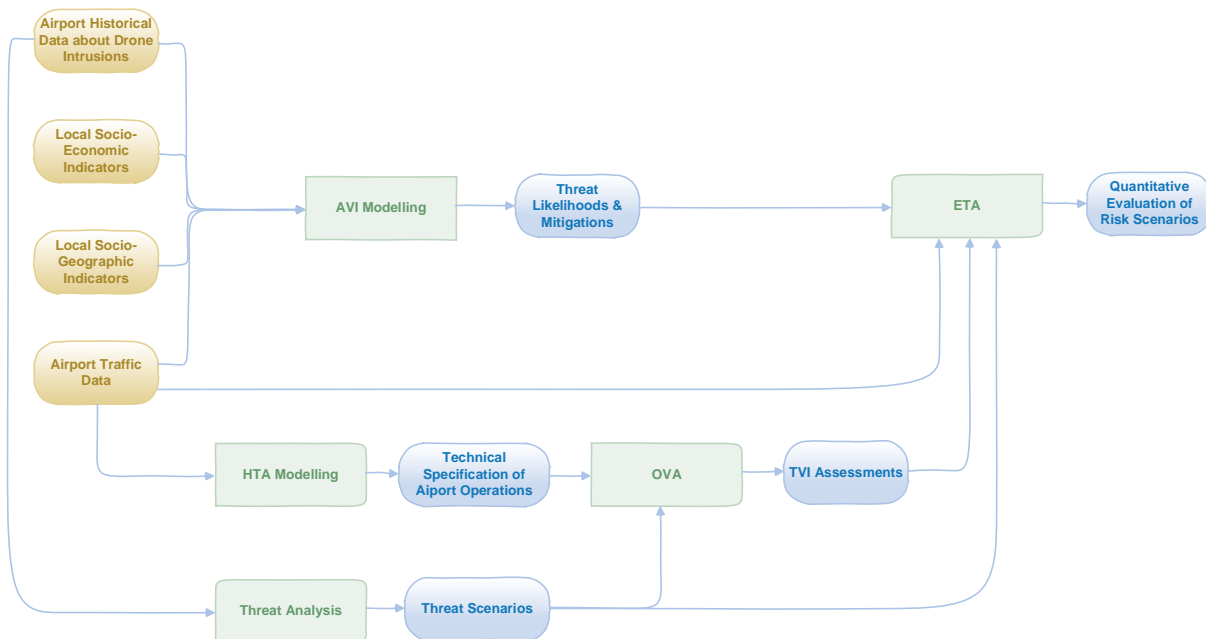 Airport Historical
Data about Drone
Intrusions
Local Socio-
Economic
Indicators
AVI Modelling
Threat
Likelihoods &
Mitigations
ETA
Quantitative
Evaluation of
Risk Scenarios
Local Socio-
Geographic
Indicators
Airport Traffic
Data
HTA Modelling
Technical
Specification of
Aiport Operations
OVA
TVI Assessments
Threat Analysis
Threat Scenarios